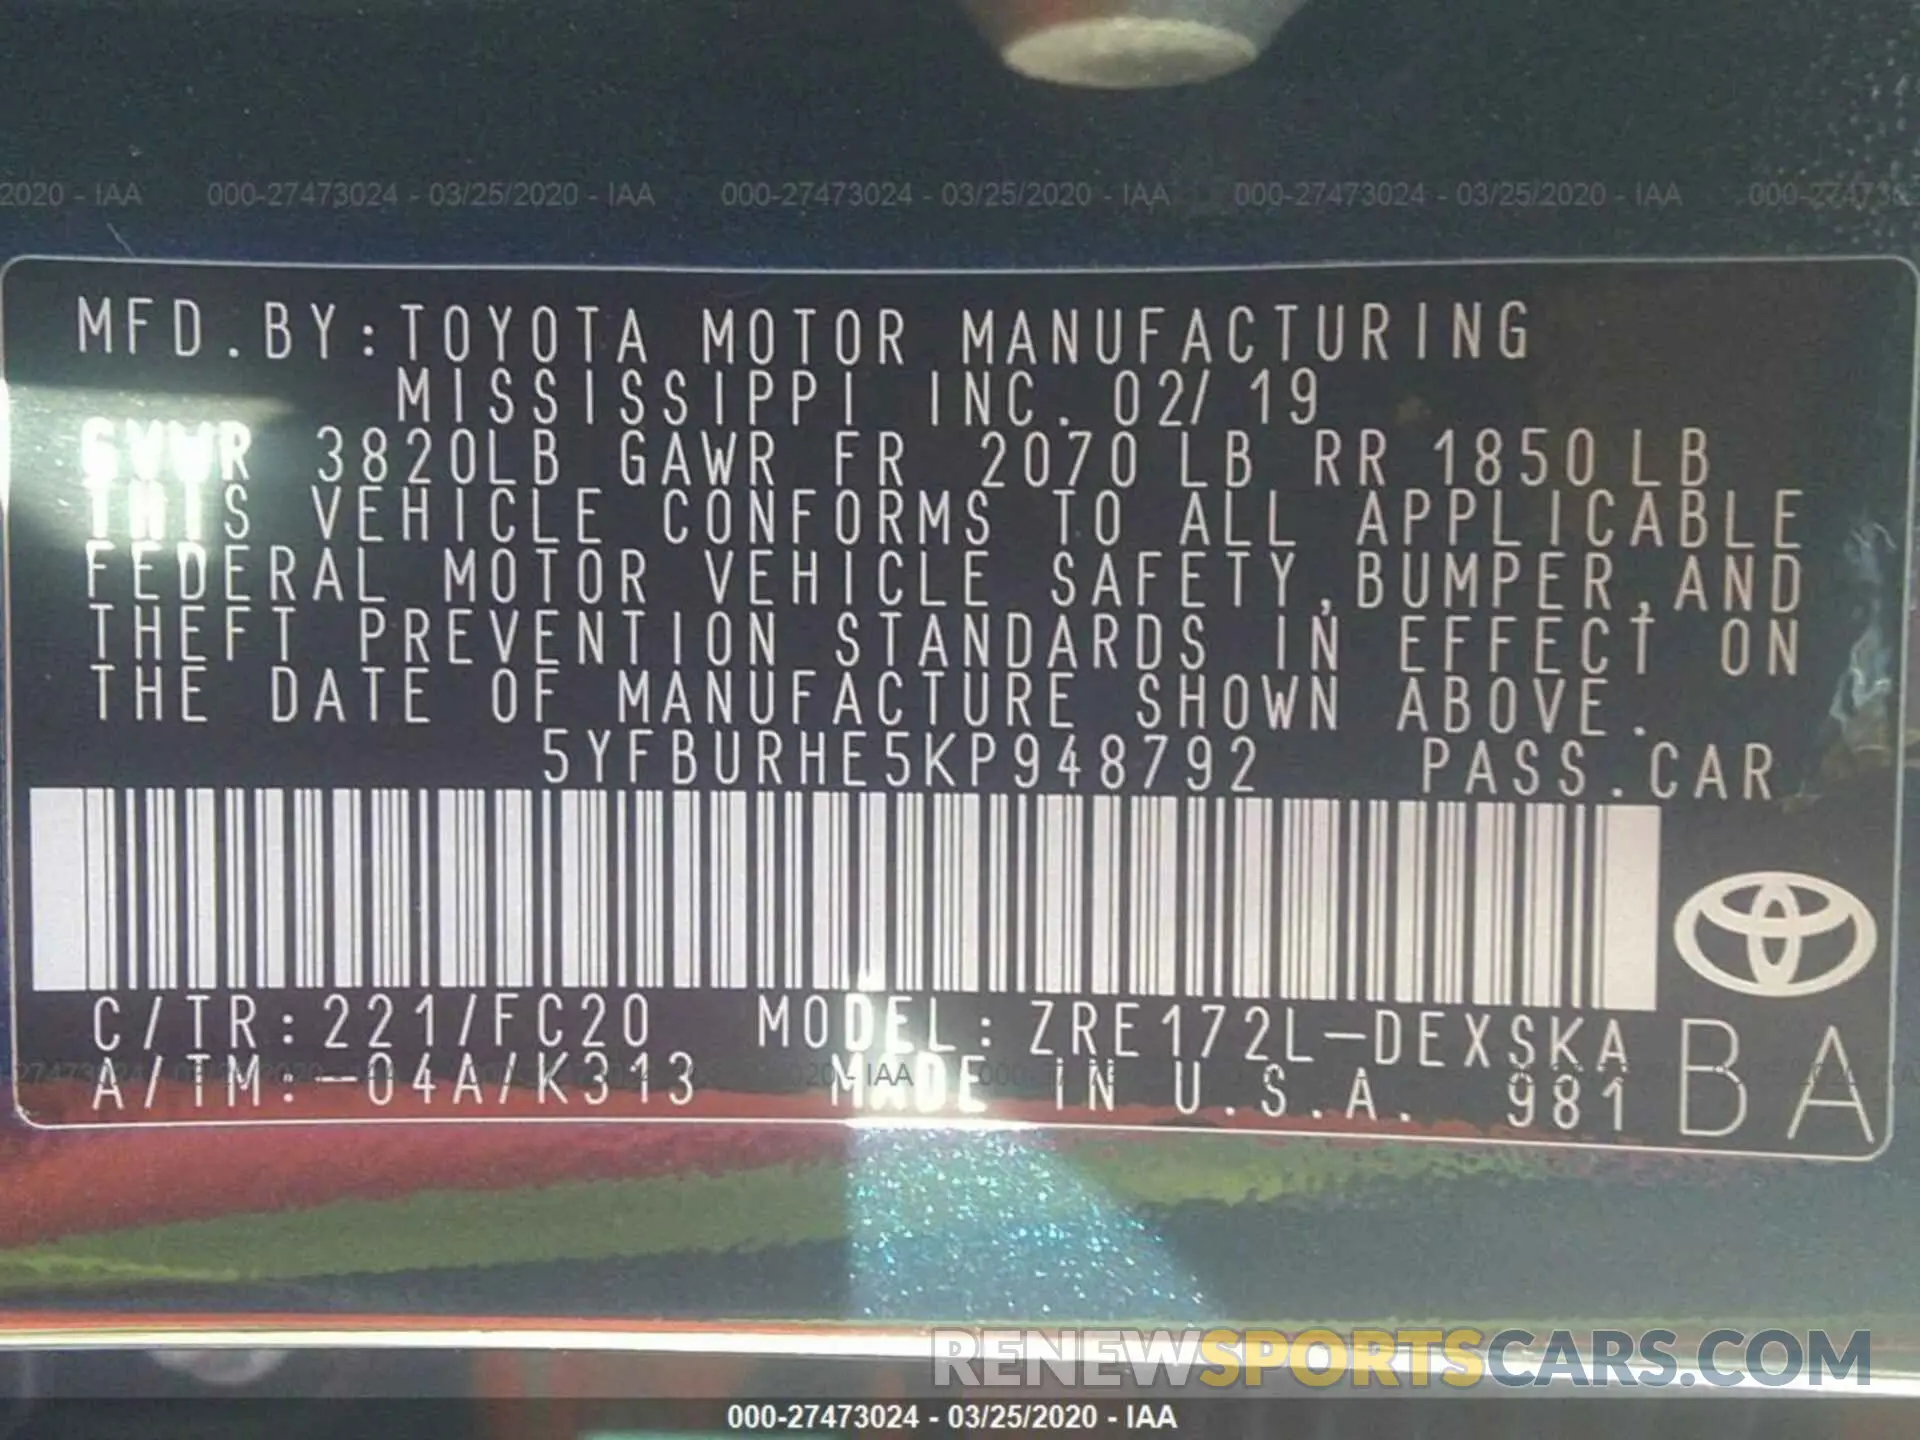 2020 - IAA 000-27473024 - 03/25/2020 - IAA 000-27473024 - 03/25/2020 - IAA 000-27473024 - 03/25/2020 - IAA
MFD.BY:TOYOTA MOTOR MANUFACTURING
MISSISSIPPI INC. 02/19
GVWR 3820LB GAWR FR 2070LB RR 1850LB
THIS VEHICLE CONFORMS TO ALL APPLICABLE
FEDERAL MOTOR VEHICLE SAFETY,BUMPER,AND
THEFT PREVENTION STANDARDS IN EFFECT ON
THE DATE OF MANUFACTURE SHOWN ABOVE.
5YFBURHE5KP948792 PASS.CAR
C/TR:221/FC20 MODEL:ZRE172L-DEXSKA
A/TM:-04A/K313 MADE IN U.S.A. 981 BA
RENEWSPORTSCARS.COM
000-27473024 - 03/25/2020 - IAA